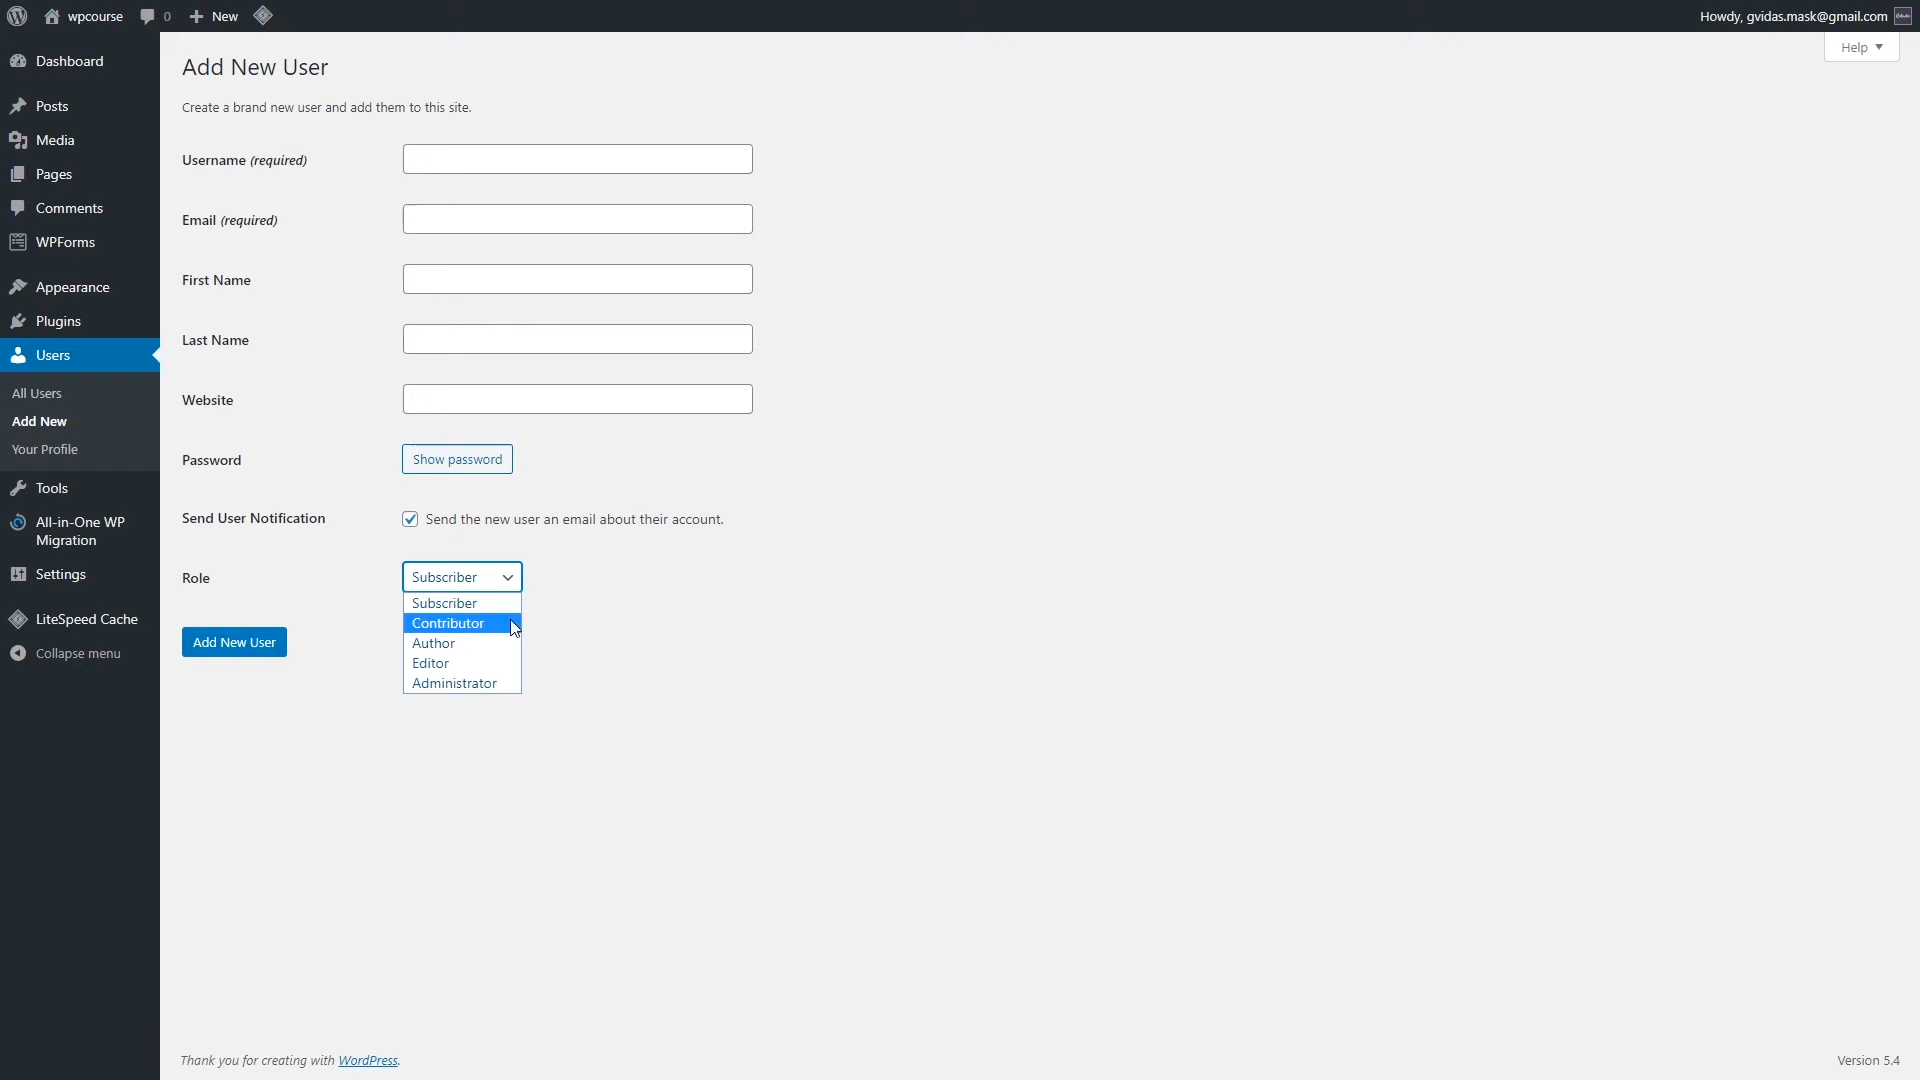 wpcourse 0 New Howdy, gvidas.mask@gmail.com
Help
Dashboard
Posts
Media
Pages
Comments
WPForms
Appearance
Plugins
Users
All Users
Add New
Your Profile
Tools
All-in-One WP
Migration
Settings
LiteSpeed Cache
Collapse menu
Add New User
Create a brand new user and add them to this site.
Username (required)
Email (required)
First Name
Last Name
Website
Password Show password
Send User Notification Send the new user an email about their account.
Role Subscriber
Subscriber
Contributor
Author
Editor
Administrator
Add New User
Thank you for creating with WordPress. Version 5.4